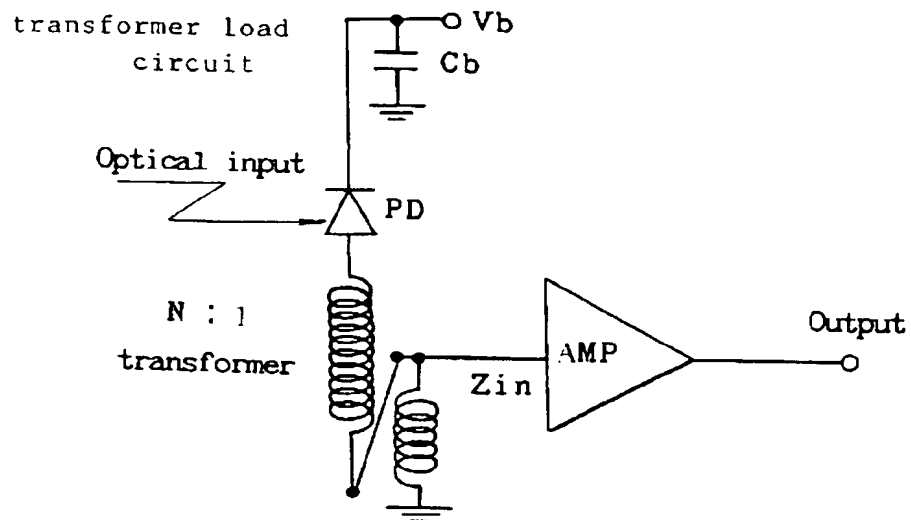 transformer load
circuit
Vb
Cb
Optical input
PD
N : 1
transformer
Zin
AMP
Output